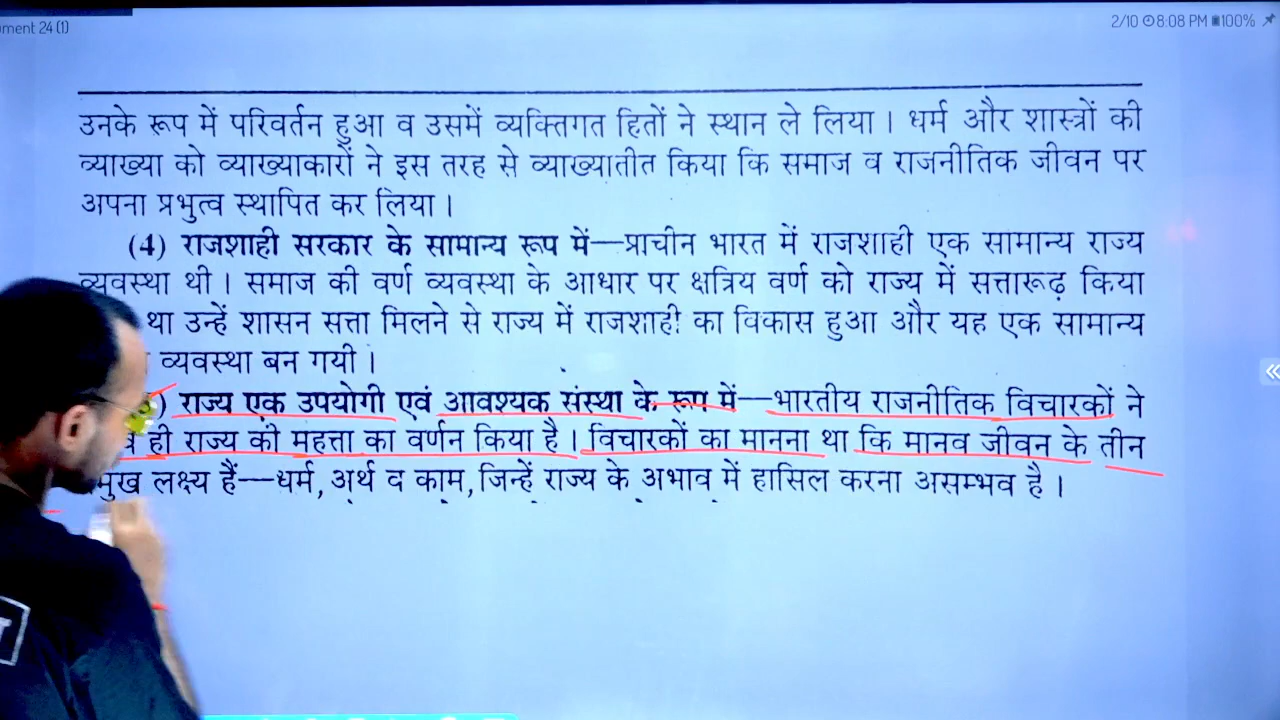 ment 24 (1)
2/10 8:08 PM 100%
उनके रूप में परिवर्तन हुआ व उसमें व्यक्तिगत हितों ने स्थान ले लिया। धर्म और शास्त्रों की
व्याख्या को व्याख्याकारों ने इस तरह से व्याख्यातीत किया कि समाज व राजनीतिक जीवन पर
अपना प्रभुत्व स्थापित कर लिया।
(4) राजशाही सरकार के सामान्य रूप में—प्राचीन भारत में राजशाही एक सामान्य राज्य
व्यवस्था थी। समाज की वर्ण व्यवस्था के आधार पर क्षत्रिय वर्ण को राज्य में सत्तारूढ़ किया
था उन्हें शासन सत्ता मिलने से राज्य में राजशाही का विकास हुआ और यह एक सामान्य
व्यवस्था बन गयी।
) राज्य एक उपयोगी एवं आवश्यक संस्था के रूप में—भारतीय राजनीतिक विचारकों ने
ही राज्य की महत्ता का वर्णन किया है। विचारकों का मानना था कि मानव जीवन के तीन
मुख लक्ष्य हैं—धर्म, अर्थ द काम, जिन्हें राज्य के अभाव में हासिल करना असम्भव है।